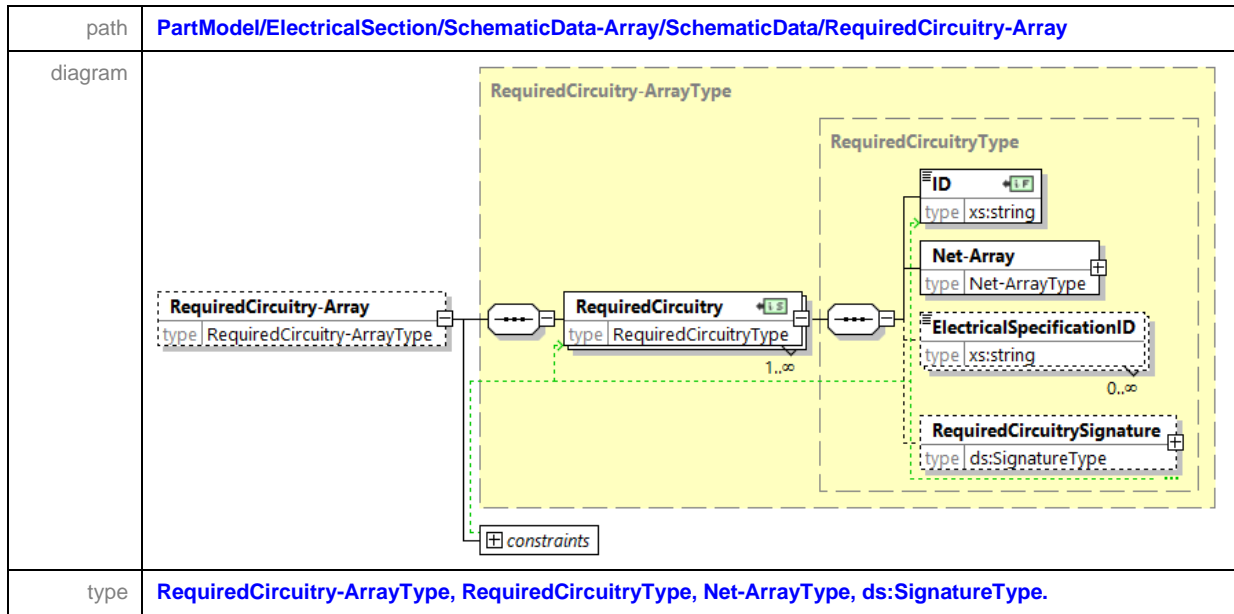 path
PartModel/ElectricalSection/SchematicData-Array/SchematicData/RequiredCircuitry-Array
diagram
RequiredCircuitry-ArrayType
RequiredCircuitryType
ID
i F
type xs:string
Net-Array
type Net-ArrayType
RequiredCircuitry-Array
type RequiredCircuitry-ArrayType
RequiredCircuitry
i S
type RequiredCircuitryType
1..∞
ElectricalSpecificationID
type xs:string
0..∞
RequiredCircuitrySignature
type ds:SignatureType
constraints
type
RequiredCircuitry-ArrayType, RequiredCircuitryType, Net-ArrayType, ds:SignatureType.